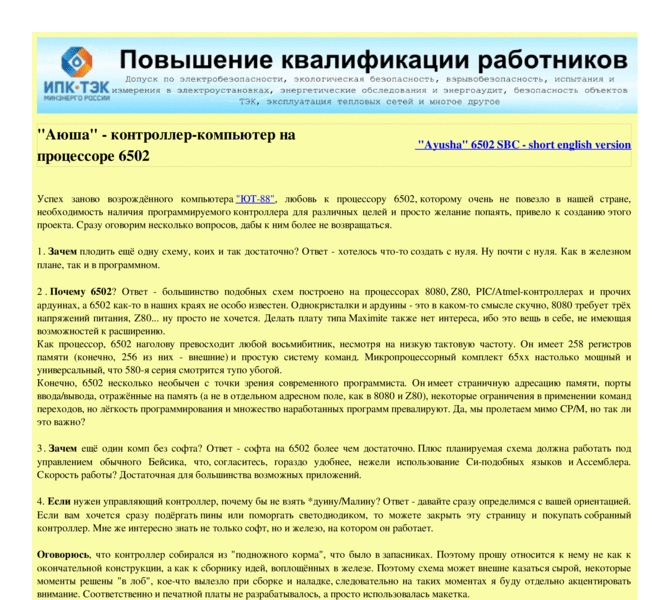 Повышение квалификации работников
Допуск по электробезопасности, экологическая безопасность, взрывобезопасность, испытания и
измерения в электроустановках, энергетические обследования и энергоаудит, безопасность объектов
ТЭК, эксплуатация тепловых сетей и многое другое
ИПК·ТЭК
МИНЭНЕРГО РОССИИ
"Аюша" - контроллер-компьютер на
процессоре 6502
"Ayusha" 6502 SBC - short english version
Успех заново возрождённого компьютера "ЮТ-88", любовь к процессору 6502, которому очень не повезло в нашей стране,
необходимость наличия программируемого контроллера для различных целей и просто желание попаять, привело к созданию этого
проекта. Сразу оговорим несколько вопросов, дабы к ним более не возвращаться.
1. Зачем плодить ещё одну схему, коих и так достаточно? Ответ - хотелось что-то создать с нуля. Ну почти с нуля. Как в железном
плане, так и в программном.
2 . Почему 6502? Ответ - большинство подобных схем построено на процессорах 8080, Z80, PIC/Atmel-контроллерах и прочих
ардуинах, а 6502 как-то в наших краях не особо известен. Однокристалки и ардуины - это в каком-то смысле скучно, 8080 требует трёх
напряжений питания, Z80... ну просто не хочется. Делать плату типа Maximite также нет интереса, ибо это вещь в себе, не имеющая
возможностей к расширению.
Как процессор, 6502 наголову превосходит любой восьмибитник, несмотря на низкую тактовую частоту. Он имеет 258 регистров
памяти (конечно, 256 из них - внешние) и простую систему команд. Микропроцессорный комплект 65xx настолько мощный и
универсальный, что 580-я серия смотрится тупо убогой.
Конечно, 6502 несколько необычен с точки зрения современного программиста. Он имеет страничную адресацию памяти, порты
ввода/вывода, отражённые на память (а не в отдельном адресном поле, как в 8080 и Z80), некоторые ограничения в применении команд
переходов, но лёгкость программирования и множество наработанных программ превалируют. Да, мы пролетаем мимо CP/M, но так ли
это важно?
3 . Зачем ещё один комп без софта? Ответ - софта на 6502 более чем достаточно. Плюс планируемая схема должна работать под
управлением обычного Бейсика, что, согласитесь, гораздо удобнее, нежели использование Си-подобных языков и Ассемблера.
Скорость работы? Достаточная для большинства возможных приложений.
4. Если нужен управляющий контроллер, почему бы не взять *дуину/Малину? Ответ - давайте сразу определимся с вашей ориентацией.
Если вам хочется сразу подёргать пины или поморгать светодиодом, то можете закрыть эту страницу и покупать собранный
контроллер. Мне же интересно знать не только софт, но и железо, на котором он работает.
Оговорюсь, что контроллер собирался из "подножного корма", что было в запасниках. Поэтому прошу относится к нему не как к
окончательной конструкции, а как к сборнику идей, воплощённых в железе. Поэтому схема может внешне казаться сырой, некоторые
моменты решены "в лоб", кое-что вылезло при сборке и наладке, следовательно на таких моментах я буду отдельно акцентировать
внимание. Соответственно и печатной платы не разрабатывалось, а просто использовалась макетка.